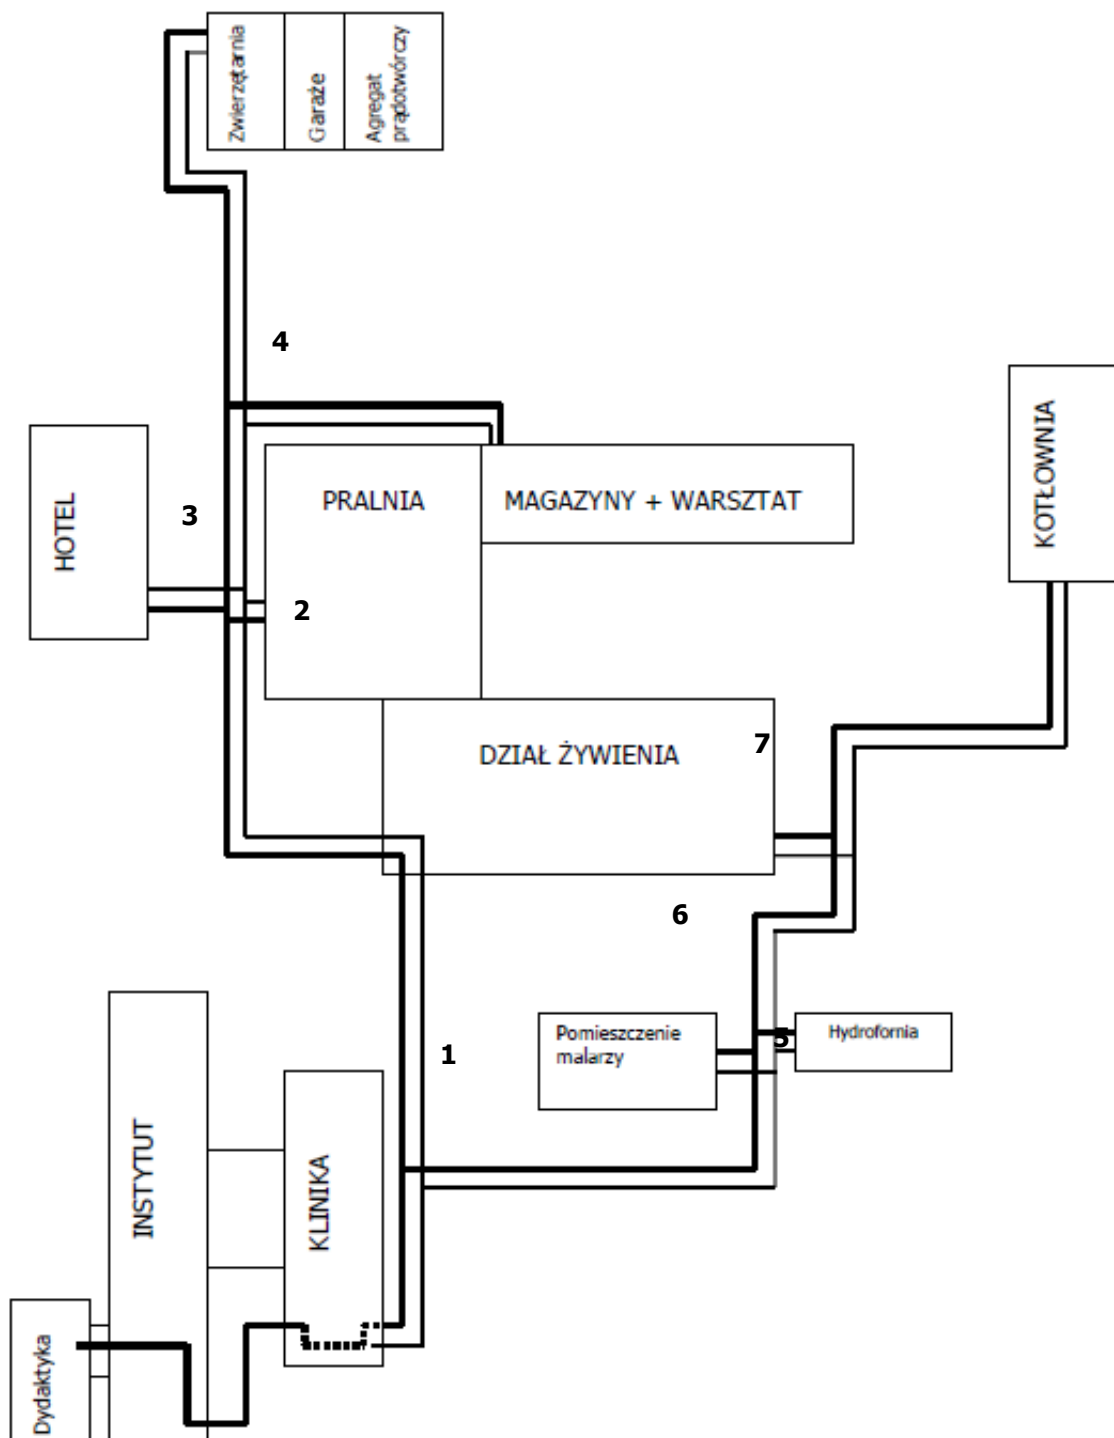 Zwierzętarnia
Garaże
Agregat
prądotwórczy
4
KOTŁOWNIA
HOTEL
3
PRALNIA
MAGAZYNY + WARSZTAT
2
7
DZIAŁ ŻYWIENIA
6
Pomieszczenie
malarzy
5
Hydrofornia
1
INSTYTUT
KLINIKA
Dydaktyka